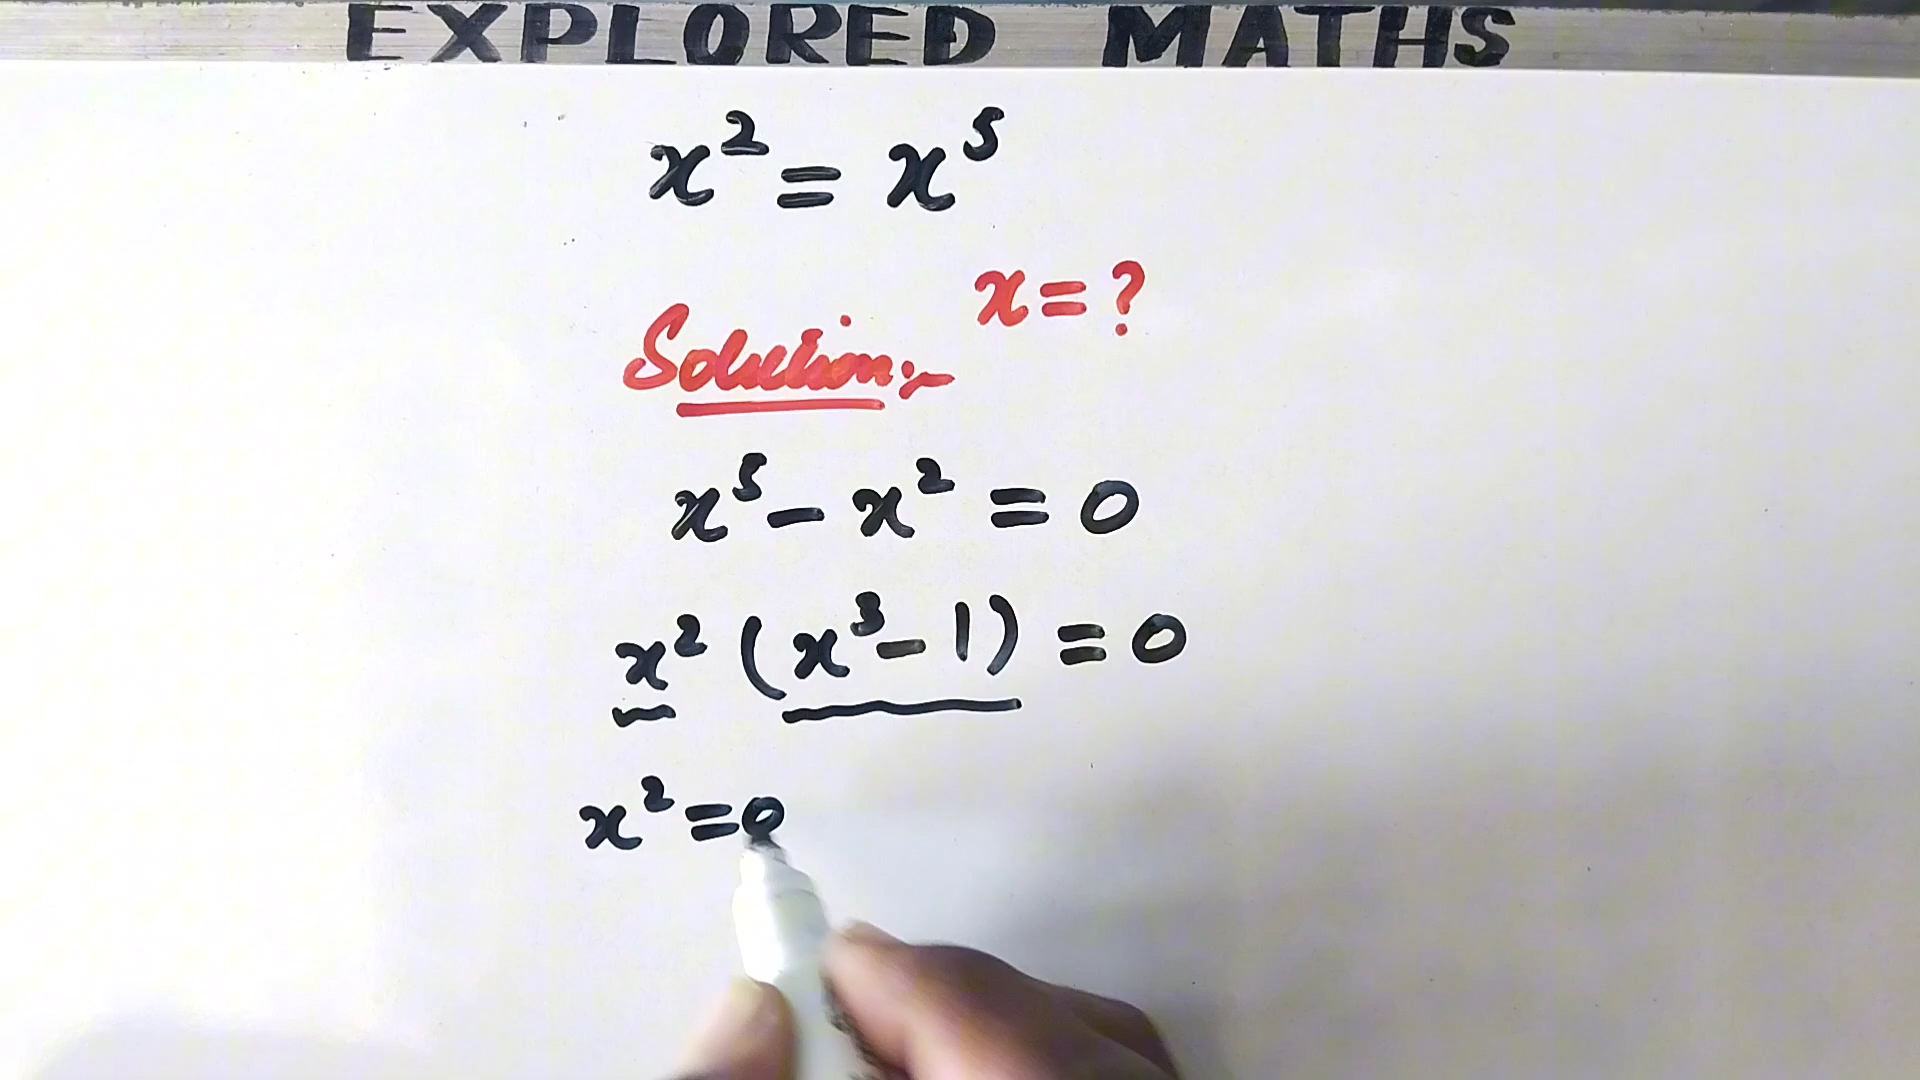 EXPLORED MATHS
x² = x⁵
x = ?
Solution:-
x⁵ - x² = 0
x² (x³ - 1) = 0
x² = 0